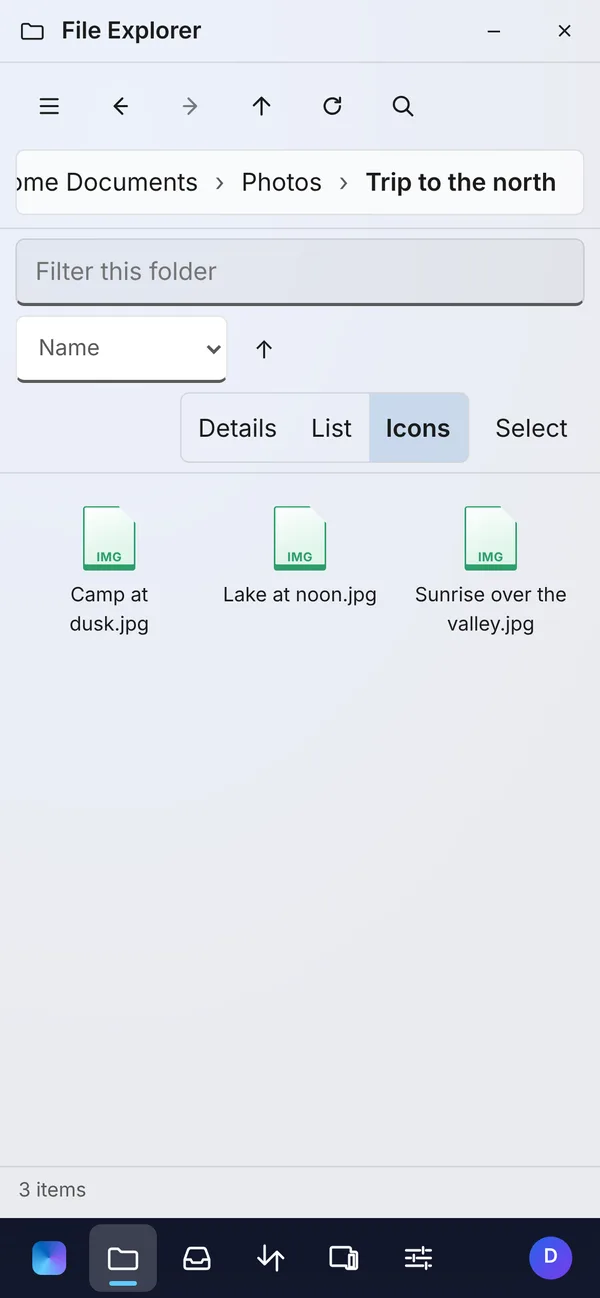 File Explorer
ome Documents › Photos › Trip to the north
Filter this folder
Name
Details List Icons Select
IMG IMG IMG
Camp at dusk.jpg
Lake at noon.jpg
Sunrise over the valley.jpg
3 items
D